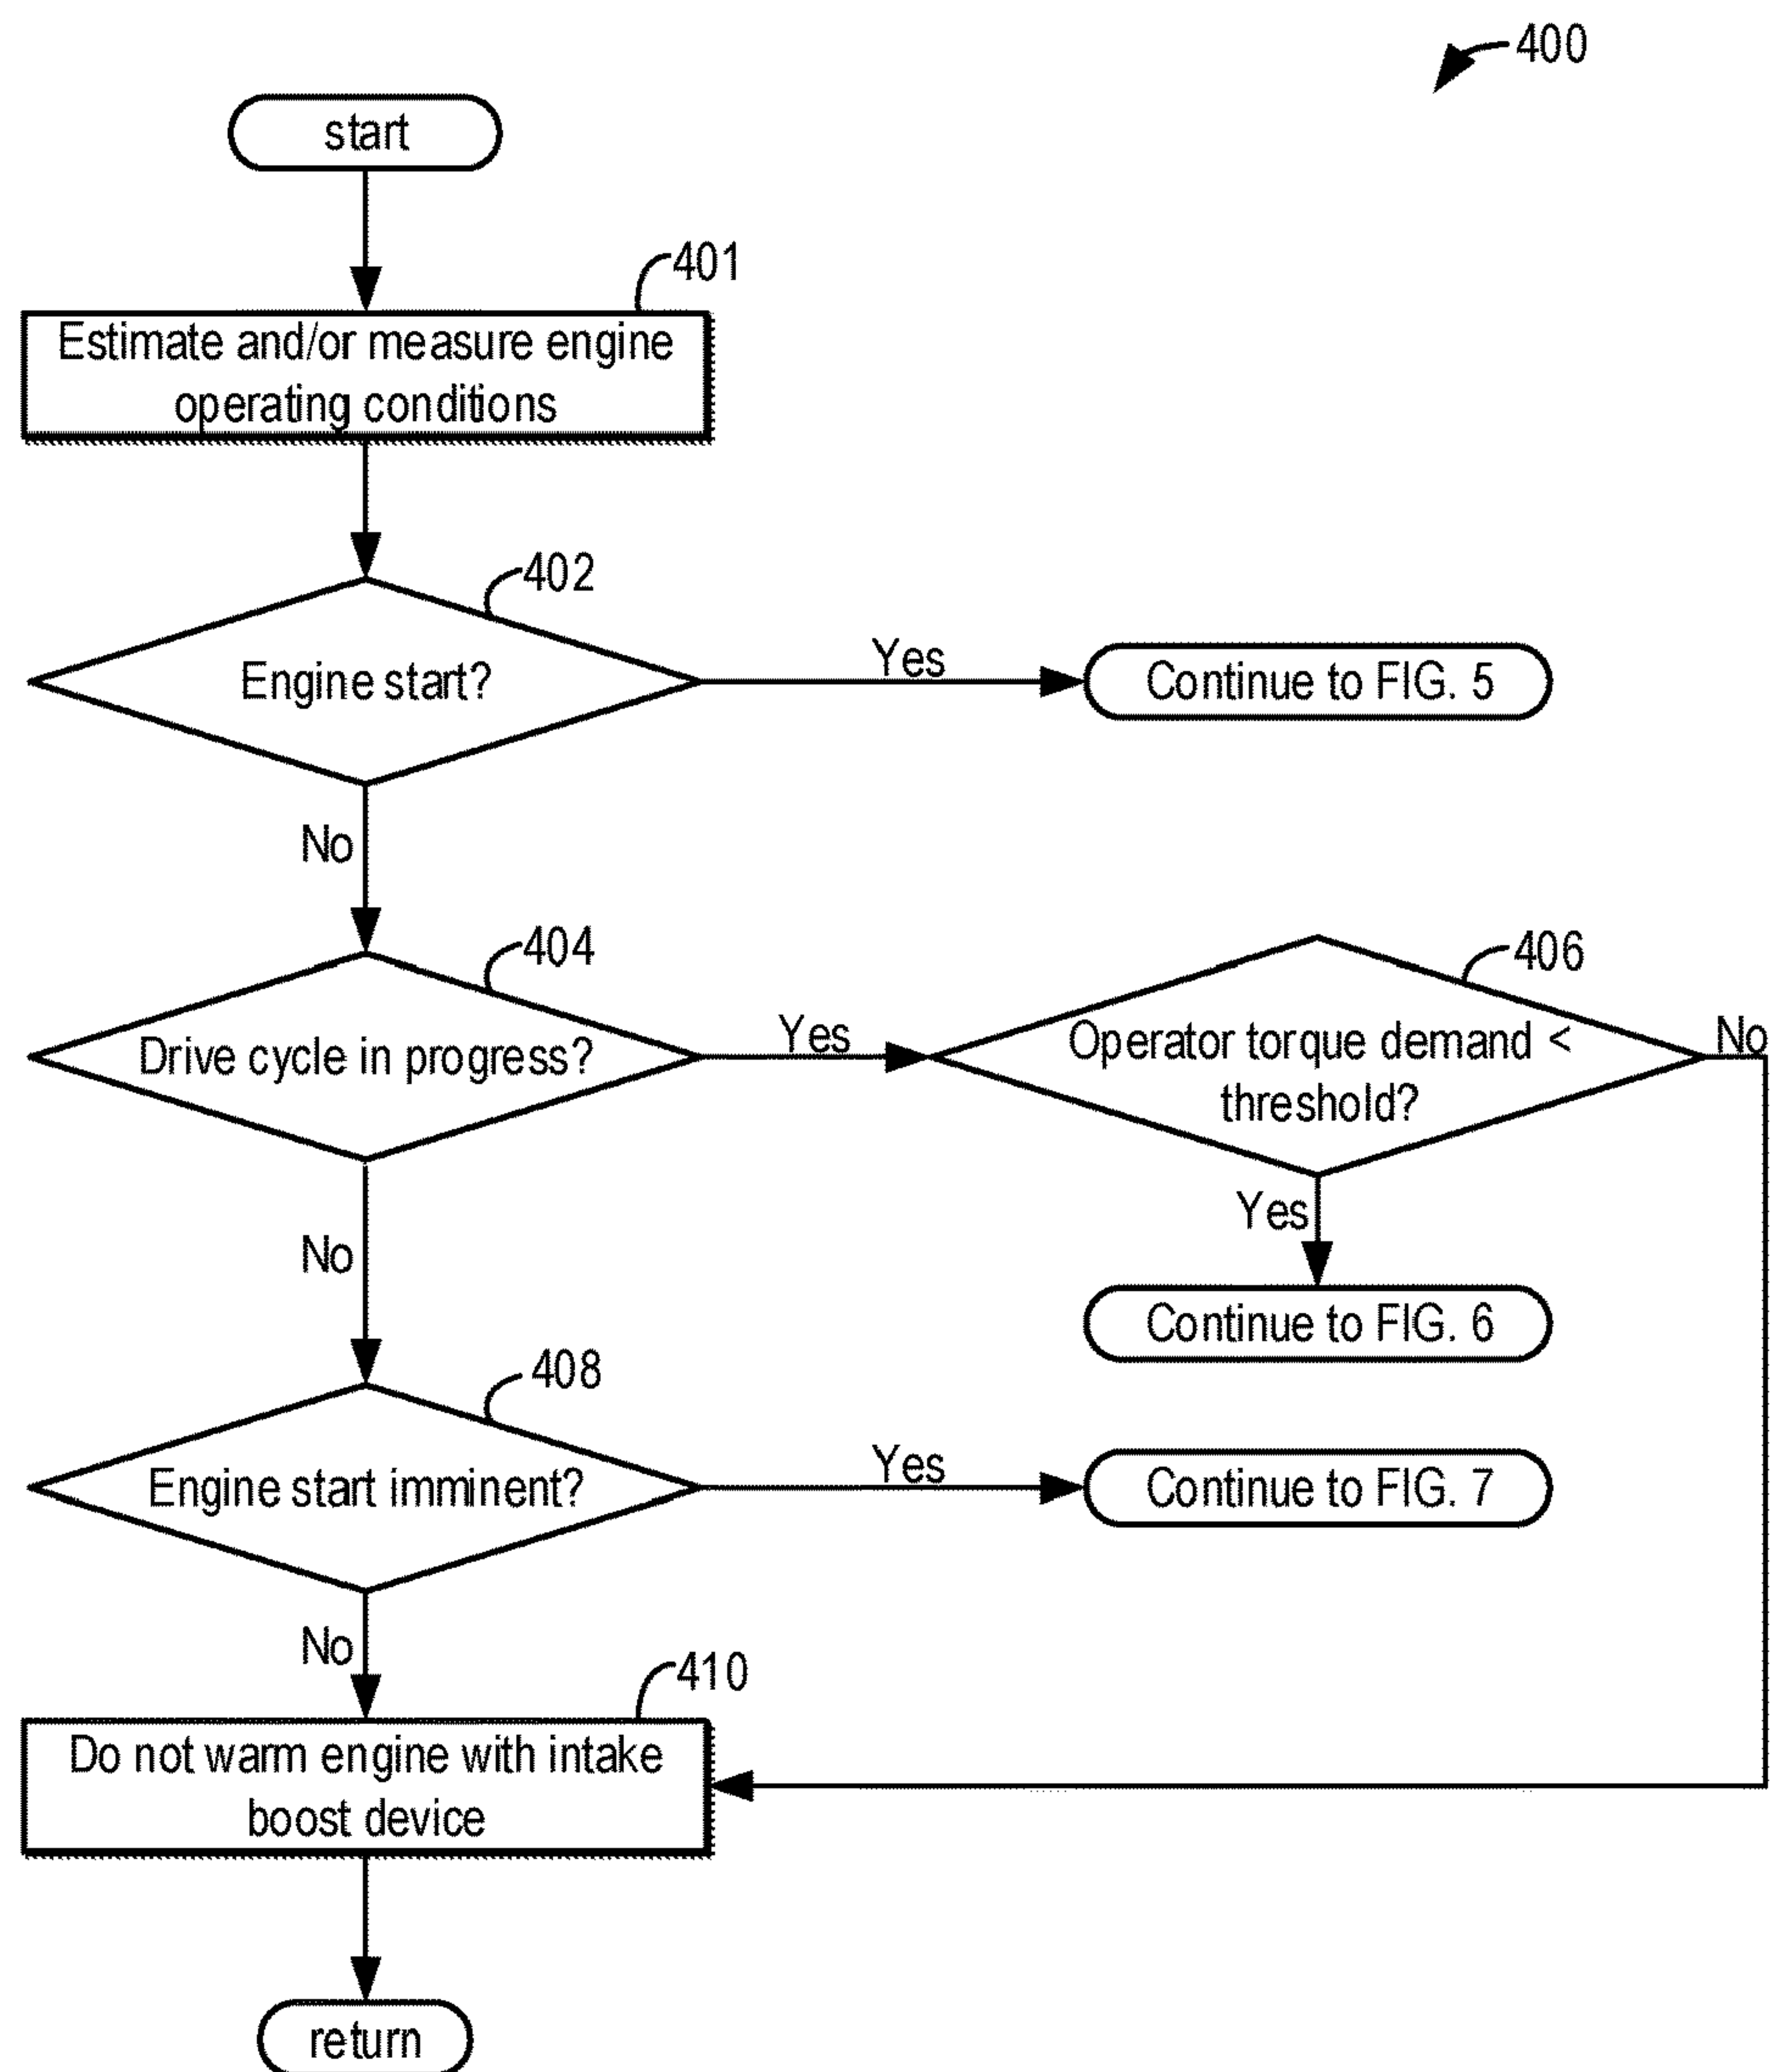 400
start
401
Estimate and/or measure engine
operating conditions
402
Engine start?
Yes
Continue to FIG. 5
No
404
Drive cycle in progress?
Yes
406
Operator torque demand <
threshold?
No
Yes
Continue to FIG. 6
No
408
Engine start imminent?
Yes
Continue to FIG. 7
No
410
Do not warm engine with intake
boost device
return